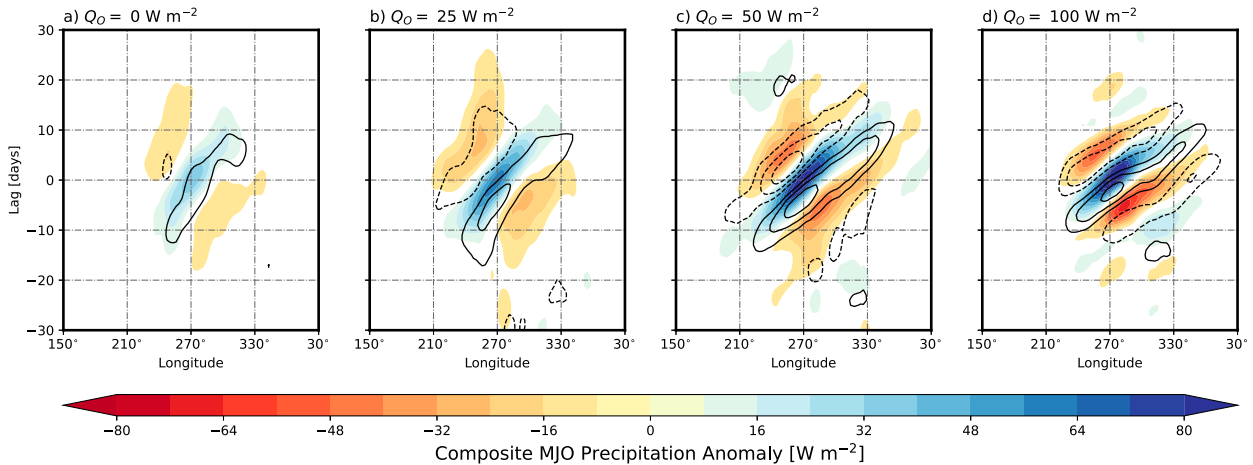 a) Q_O = 0 W m⁻²
b) Q_O = 25 W m⁻²
c) Q_O = 50 W m⁻²
d) Q_O = 100 W m⁻²
30
20
10
0
−10
−20
−30
Lag [days]
150° 210 270 330 30°
150° 210 270 330 30°
150° 210 270 330 30°
150° 210 270 330 30°
Longitude
Longitude
Longitude
Longitude
−80 −64 −48 −32 −16 0 16 32 48 64 80
Composite MJO Precipitation Anomaly [W m⁻²]